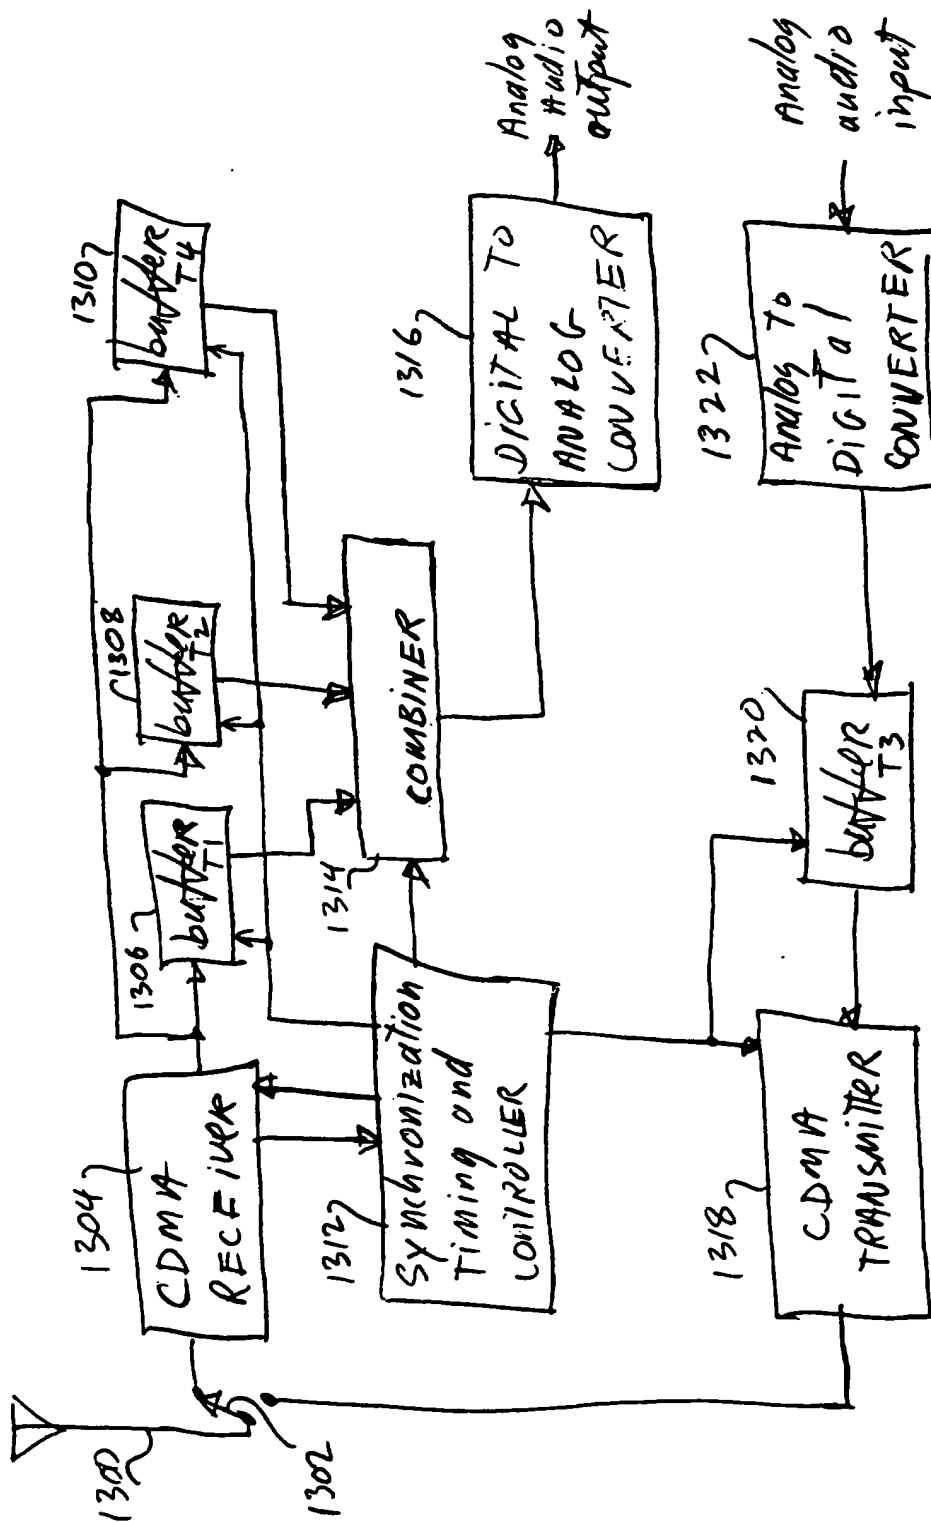 1300
1302
1304
CDMA
RECEIVER
1306
buffer
T1
1308
buffer
T2
1310
buffer
T4
1312
Synchronization
Timing and
CONTROLLER
1314
COMBINER
1316
DIGITAL TO
ANALOG
CONVERTER
Analog
Audio
output
1318
CDMA
TRANSMITTER
1320
buffer
T3
1322
Analog To
DIGITal
CONVERTER
Analog
audio
input